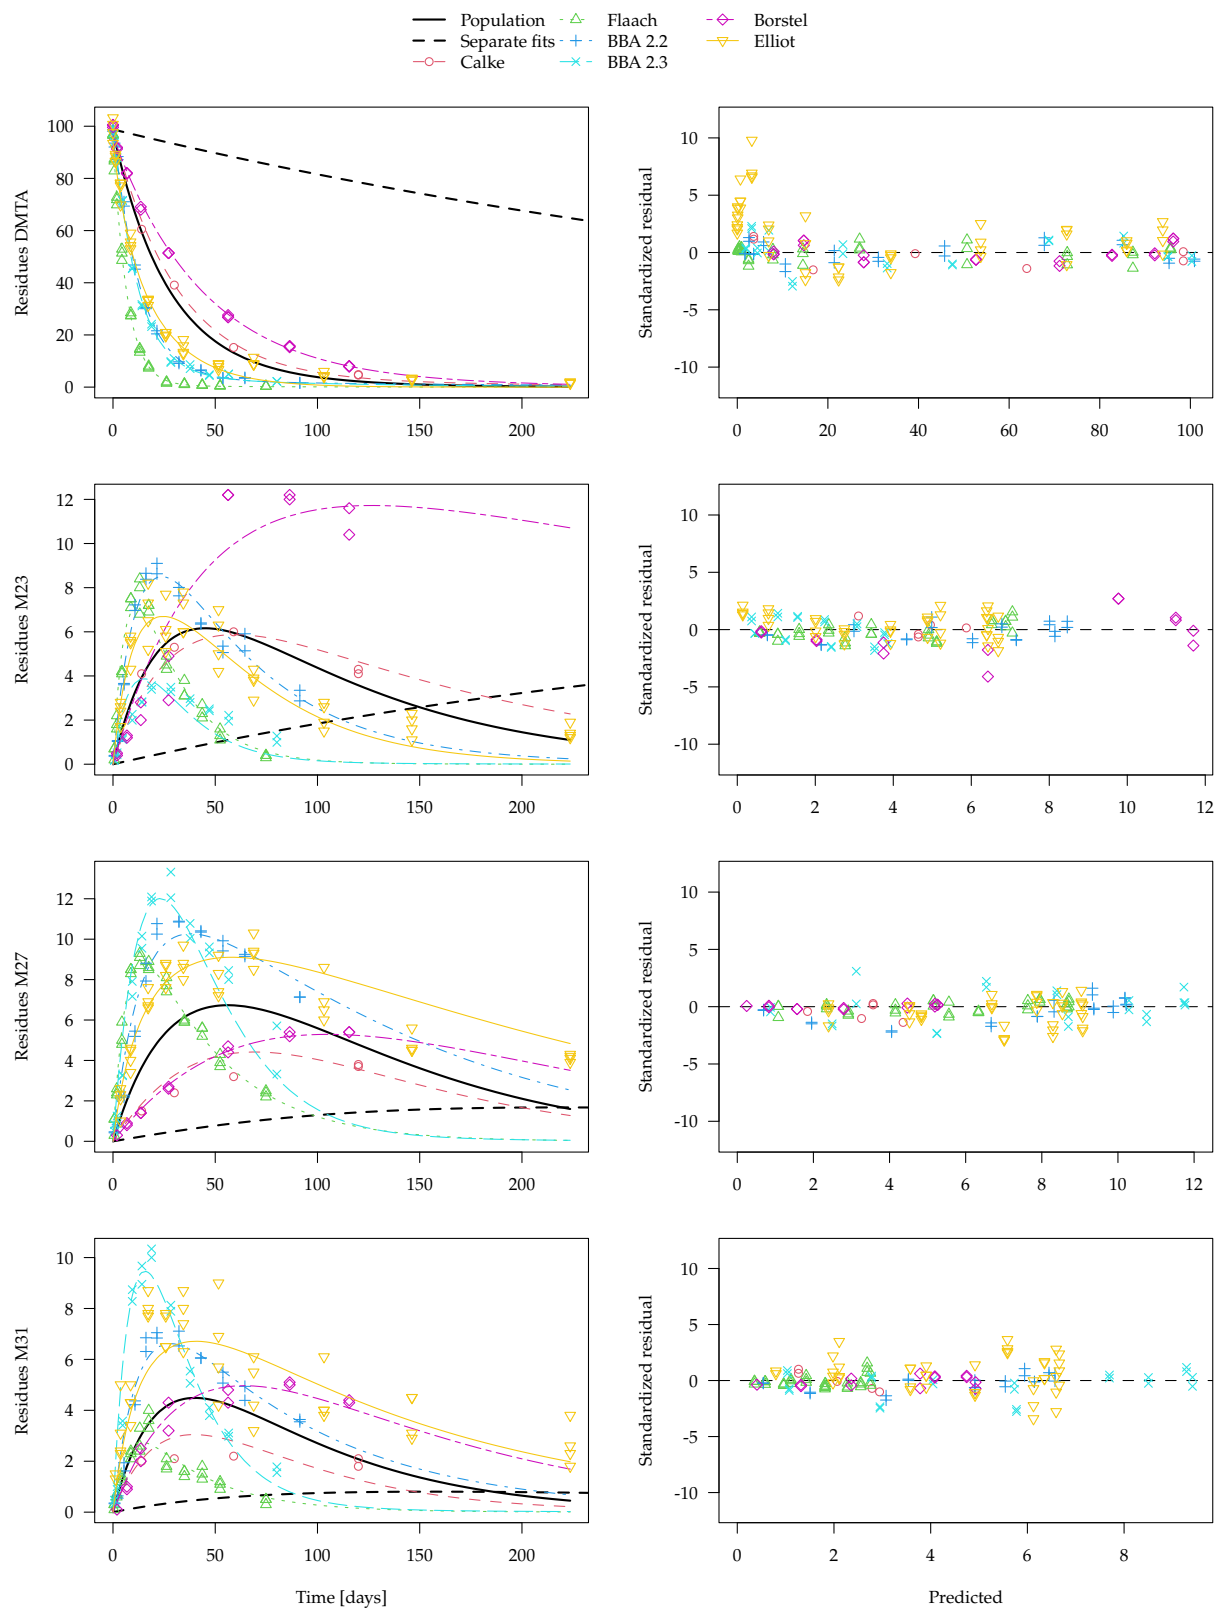 Population Flaach Borstel
Separate fits BBA 2.2 Elliot
Calke BBA 2.3
Residues DMTA
100
80
60
40
20
0
0 50 100 150 200
Standardized residual
10
5
0
-5
-10
0 20 40 60 80 100
Residues M23
12
10
8
6
4
2
0
0 50 100 150 200
Standardized residual
10
5
0
-5
-10
0 2 4 6 8 10 12
Residues M27
12
10
8
6
4
2
0
0 50 100 150 200
Standardized residual
10
5
0
-5
-10
0 2 4 6 8 10 12
Residues M31
10
8
6
4
2
0
0 50 100 150 200
Time [days]
Standardized residual
10
5
0
-5
-10
0 2 4 6 8
Predicted